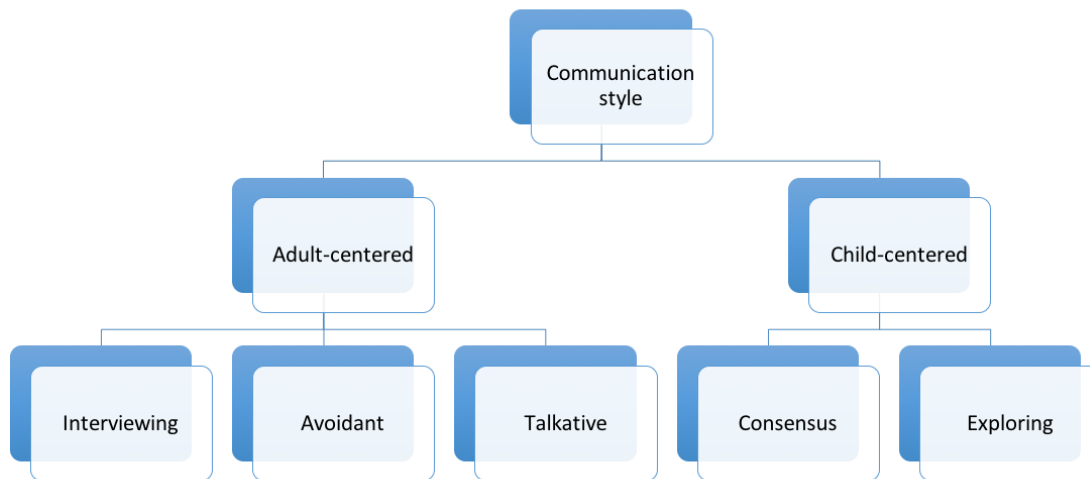 Communication
style
Adult-centered
Child-centered
Interviewing
Avoidant
Talkative
Consensus
Exploring